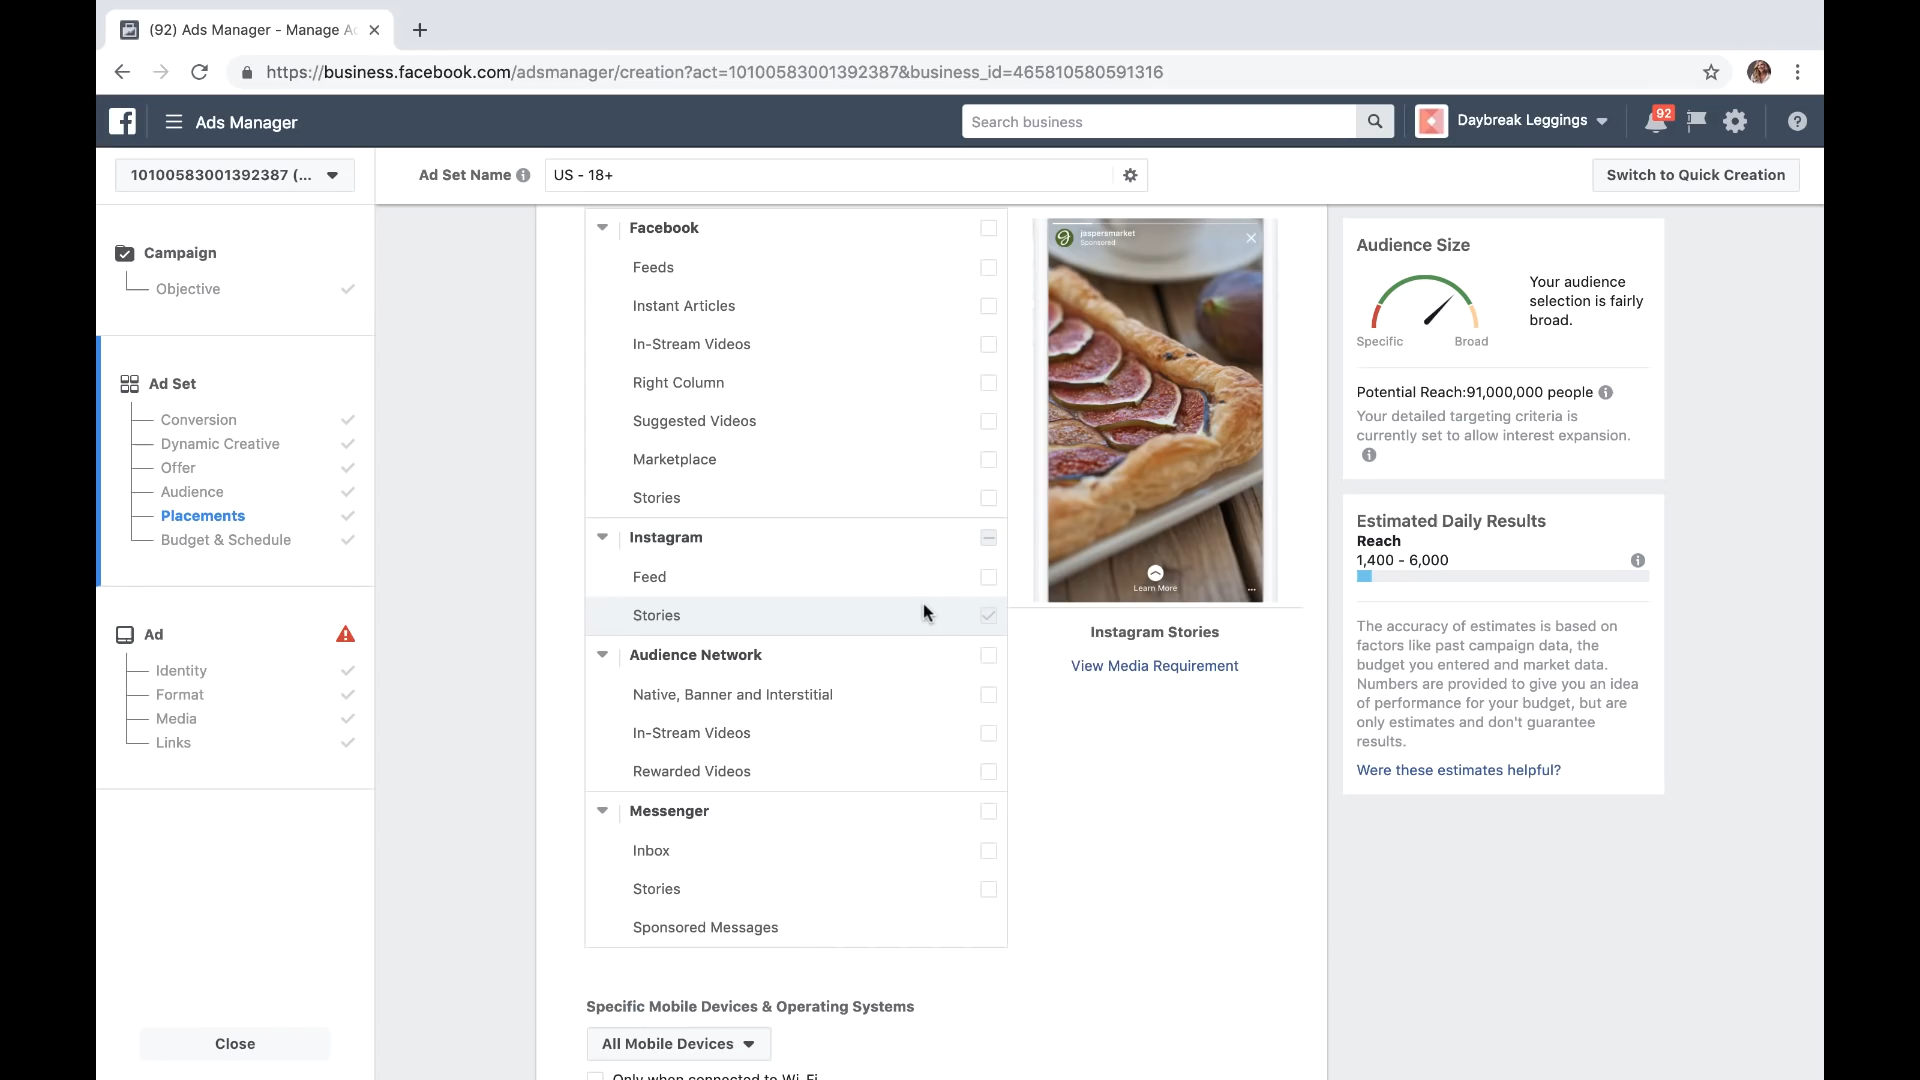 (92) Ads Manager - Manage Ad
https://business.facebook.com/adsmanager/creation?act=10100583001392387&business_id=465810580591316
Ads Manager
Search business
Daybreak Leggings
92
10100583001392387 (...
Ad Set Name
US - 18+
Switch to Quick Creation
Campaign
Objective
Ad Set
Conversion
Dynamic Creative
Offer
Audience
Placements
Budget & Schedule
Ad
Identity
Format
Media
Links
Close
Facebook
Feeds
Instant Articles
In-Stream Videos
Right Column
Suggested Videos
Marketplace
Stories
Instagram
Feed
Stories
Audience Network
Native, Banner and Interstitial
In-Stream Videos
Rewarded Videos
Messenger
Inbox
Stories
Sponsored Messages
Specific Mobile Devices & Operating Systems
All Mobile Devices
Only when connected to Wi-Fi
jaspersmarket
Sponsored
Learn More
Instagram Stories
View Media Requirement
Audience Size
Specific
Broad
Your audience
selection is fairly
broad.
Potential Reach:91,000,000 people
Your detailed targeting criteria is
currently set to allow interest expansion.
Estimated Daily Results
Reach
1,400 - 6,000
The accuracy of estimates is based on
factors like past campaign data, the
budget you entered and market data.
Numbers are provided to give you an idea
of performance for your budget, but are
only estimates and don't guarantee
results.
Were these estimates helpful?